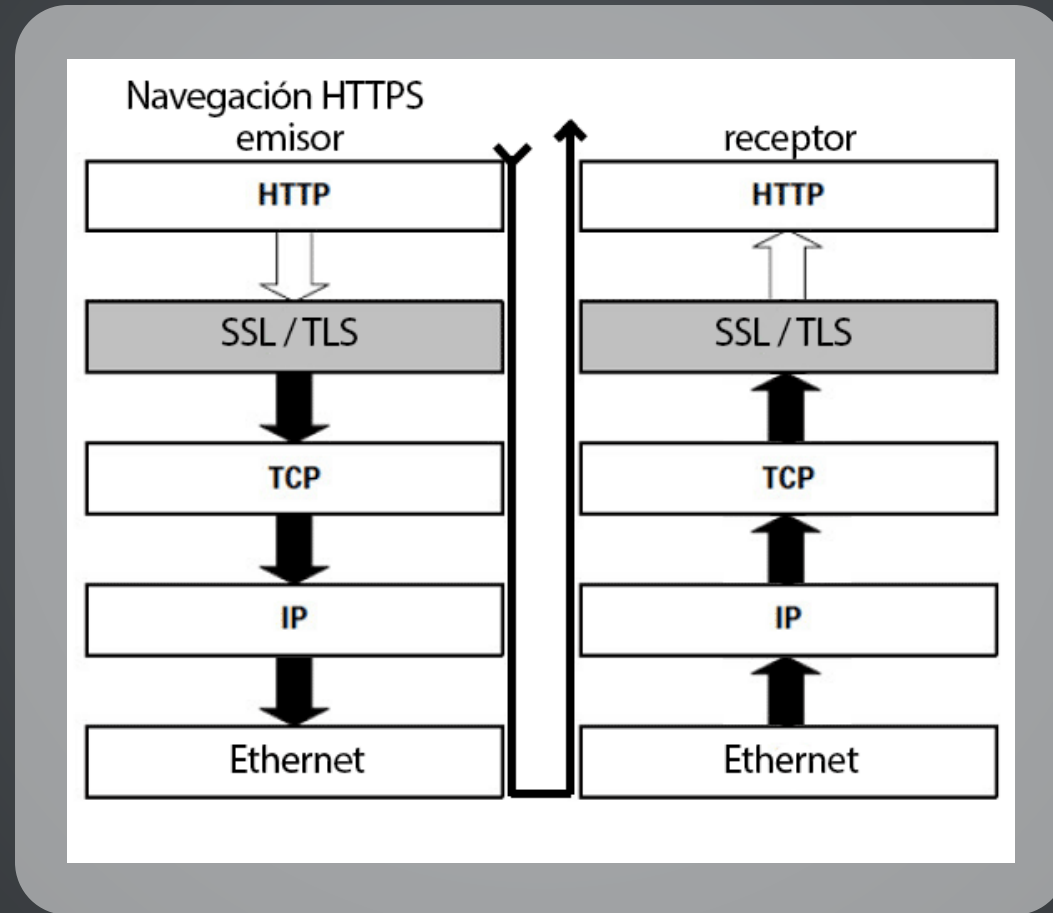 Navegación HTTPS
emisor
HTTP
SSL / TLS
TCP
IP
Ethernet
receptor
HTTP
SSL / TLS
TCP
IP
Ethernet